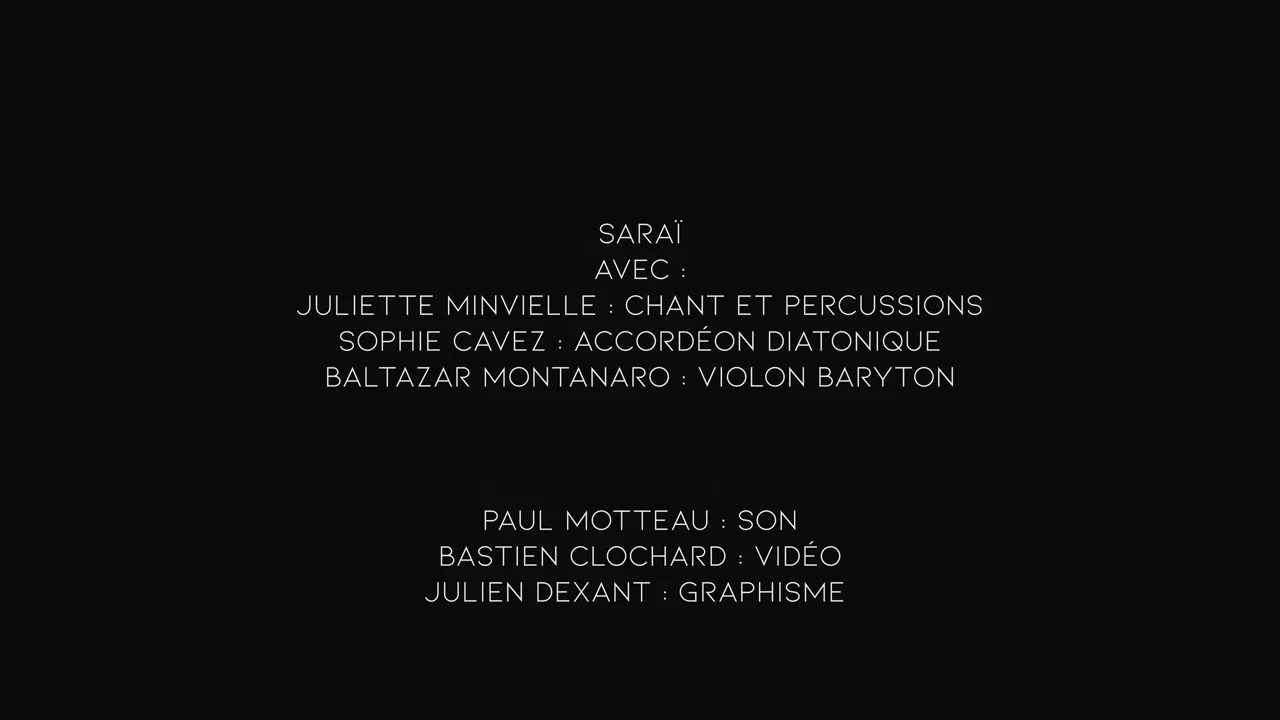 SARAÏ
AVEC :
JULIETTE MINVIELLE : CHANT ET PERCUSSIONS
SOPHIE CAVEZ : ACCORDÉON DIATONIQUE
BALTAZAR MONTANARO : VIOLON BARYTON
PAUL MOTTEAU : SON
BASTIEN CLOCHARD : VIDÉO
JULIEN DEXANT : GRAPHISME